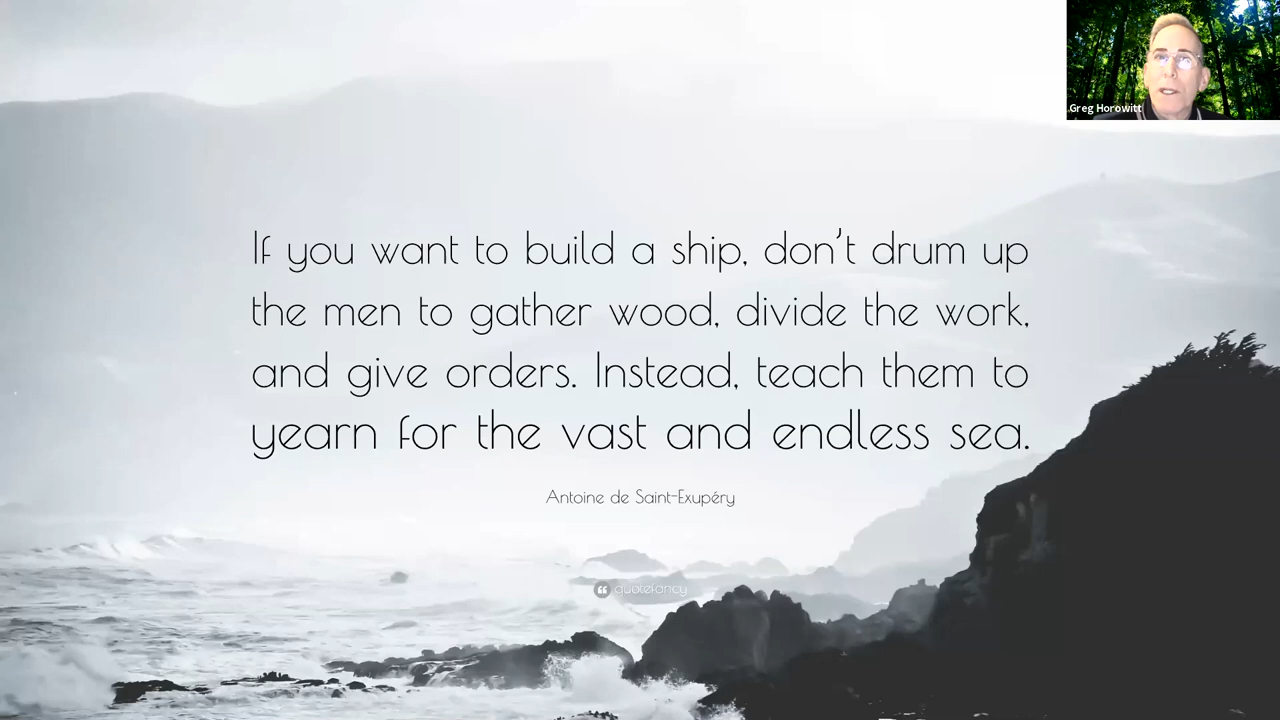 Greg Horowitt
If you want to build a ship, don't drum up
the men to gather wood, divide the work,
and give orders. Instead, teach them to
yearn for the vast and endless sea.
Antoine de Saint-Exupéry
quotefancy